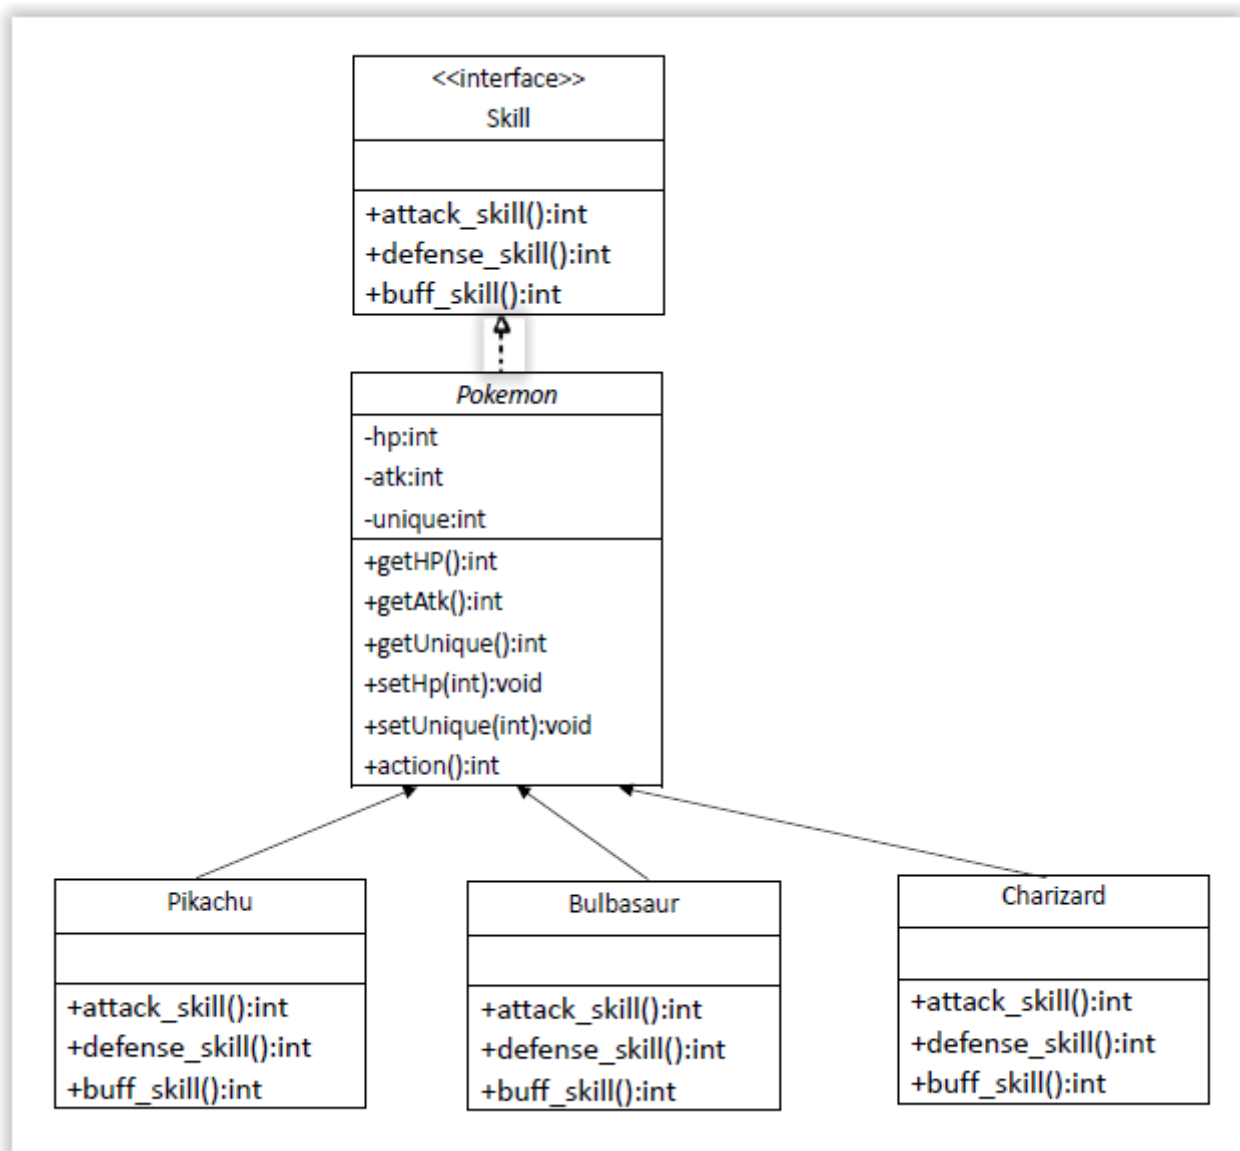 <<interface>>
Skill
+attack_skill():int
+defense_skill():int
+buff_skill():int
Pokemon
-hp:int
-atk:int
-unique:int
+getHP():int
+getAtk():int
+getUnique():int
+setHp(int):void
+setUnique(int):void
+action():int
Pikachu
+attack_skill():int
+defense_skill():int
+buff_skill():int
Bulbasaur
+attack_skill():int
+defense_skill():int
+buff_skill():int
Charizard
+attack_skill():int
+defense_skill():int
+buff_skill():int